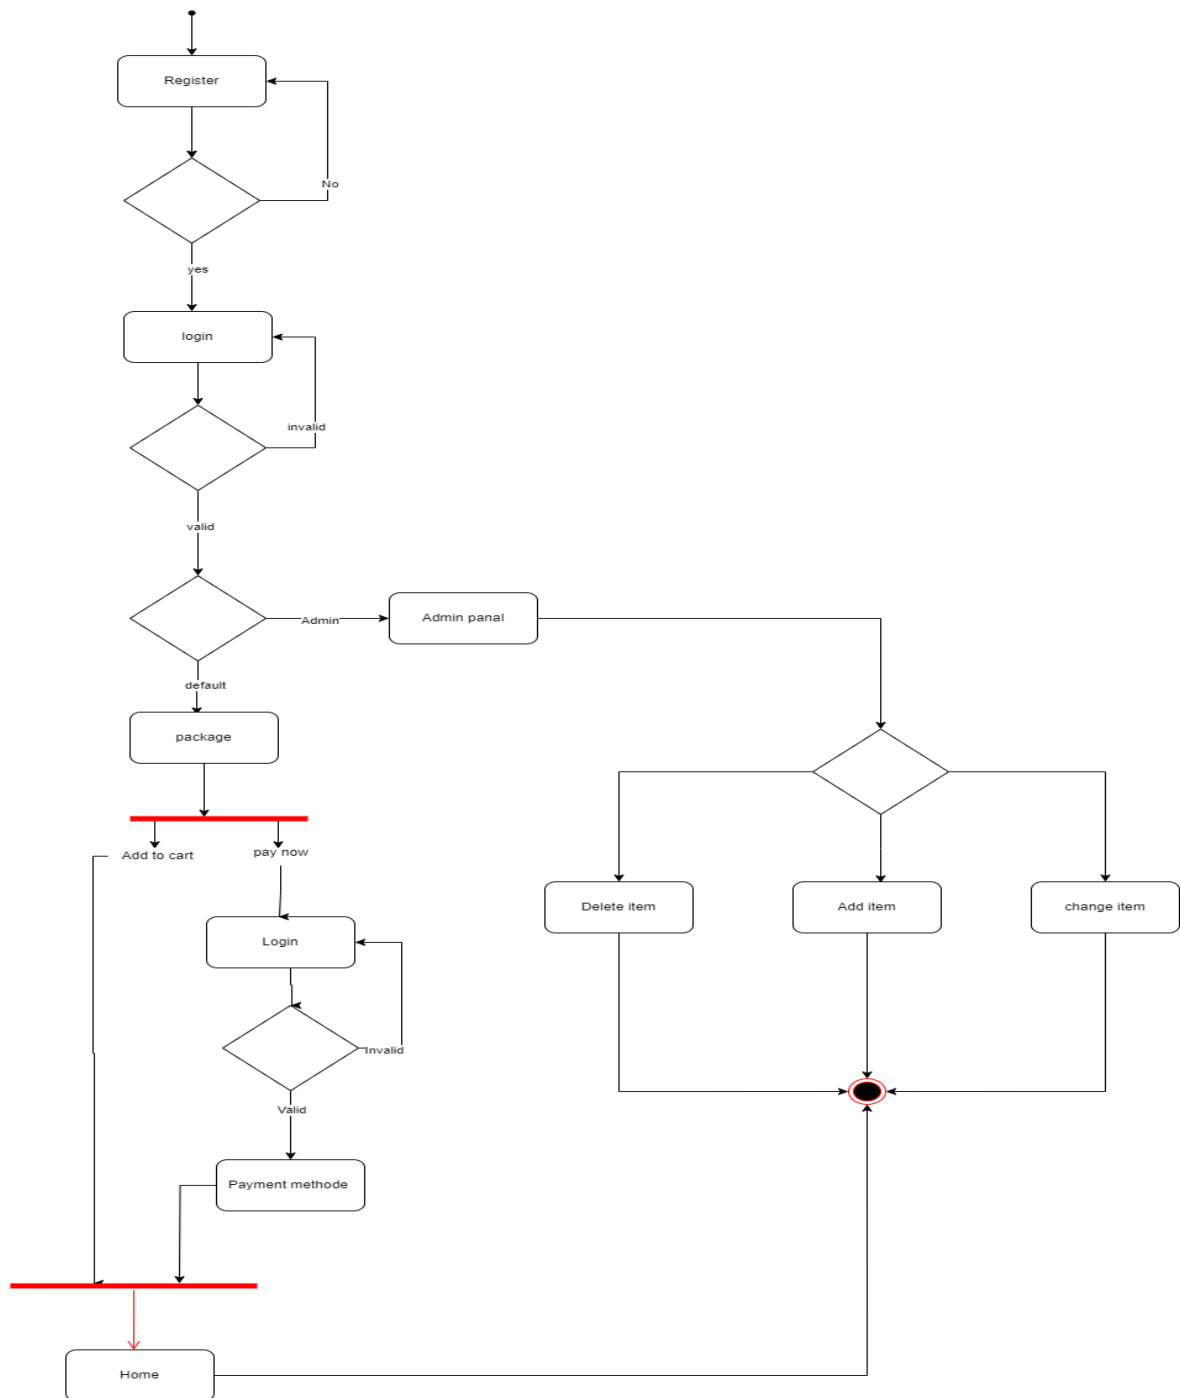 Register
No
yes
login
invalid
valid
Admin
Admin panal
default
package
Add to cart
pay now
Delete item
Add item
change item
Login
Invalid
Valid
Payment methode
Home